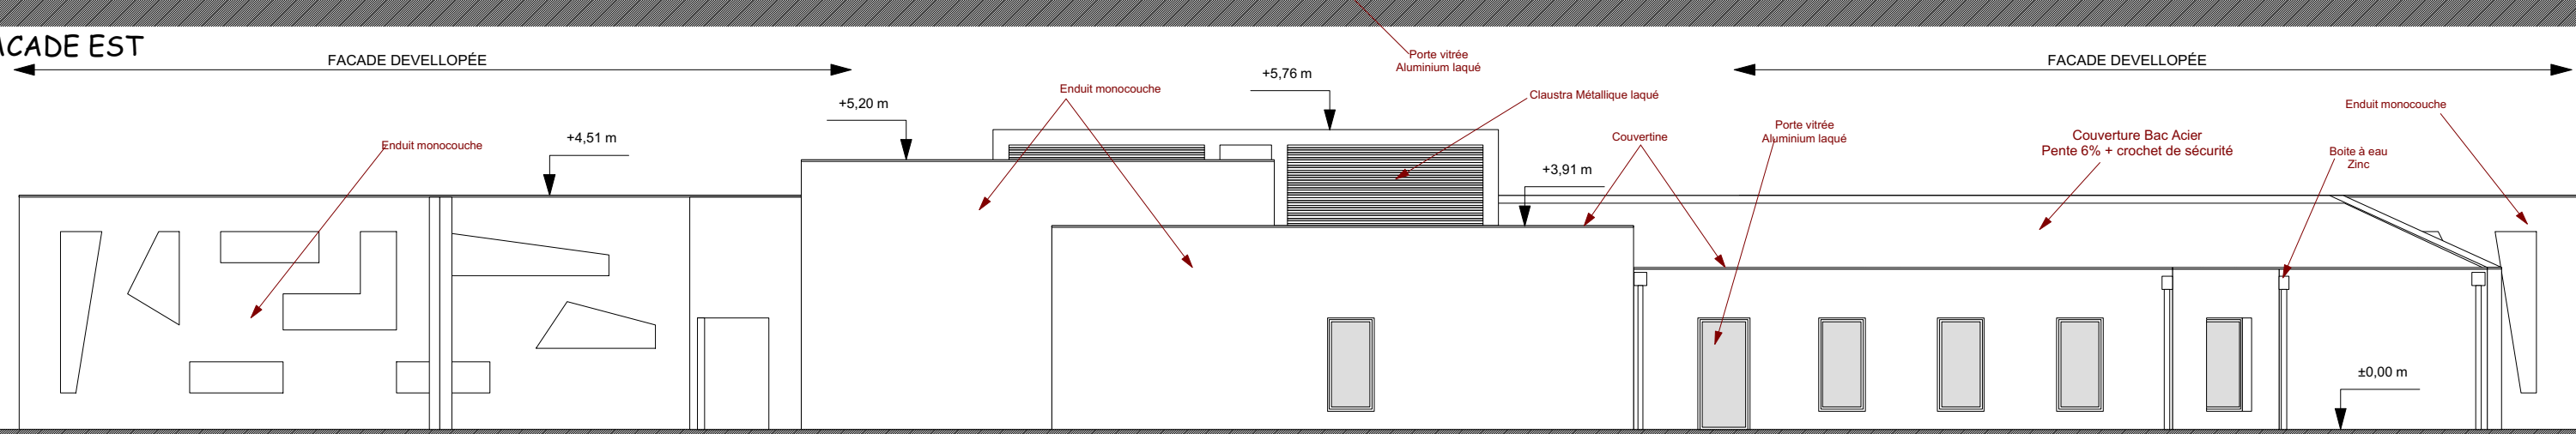 ACADE EST
FACADE DEVELLOPÉE
Porte vitrée
Aluminium laqué
FACADE DEVELLOPÉE
+5,76 m
Enduit monocouche
Claustra Métallique laqué
+5,20 m
Enduit monocouche
Porte vitrée
Aluminium laqué
Couverture Bac Acier
Pente 6% + crochet de sécurité
+4,51 m
Couvertine
Enduit monocouche
Boite à eau
Zinc
+3,91 m
±0,00 m